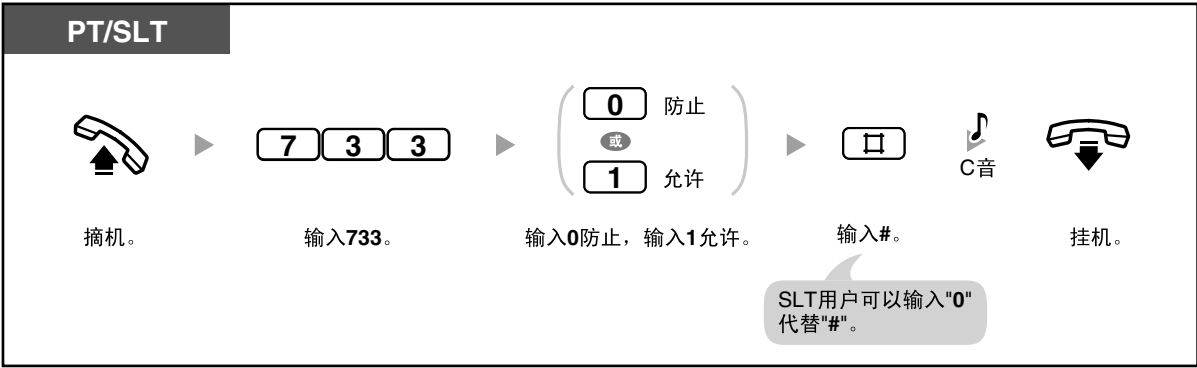 PT/SLT
7 3 3
0 防止
或
1 允许
#
C音
摘机。
输入733。
输入0防止，输入1允许。
输入#。
挂机。
SLT用户可以输入"0"
代替"#"。